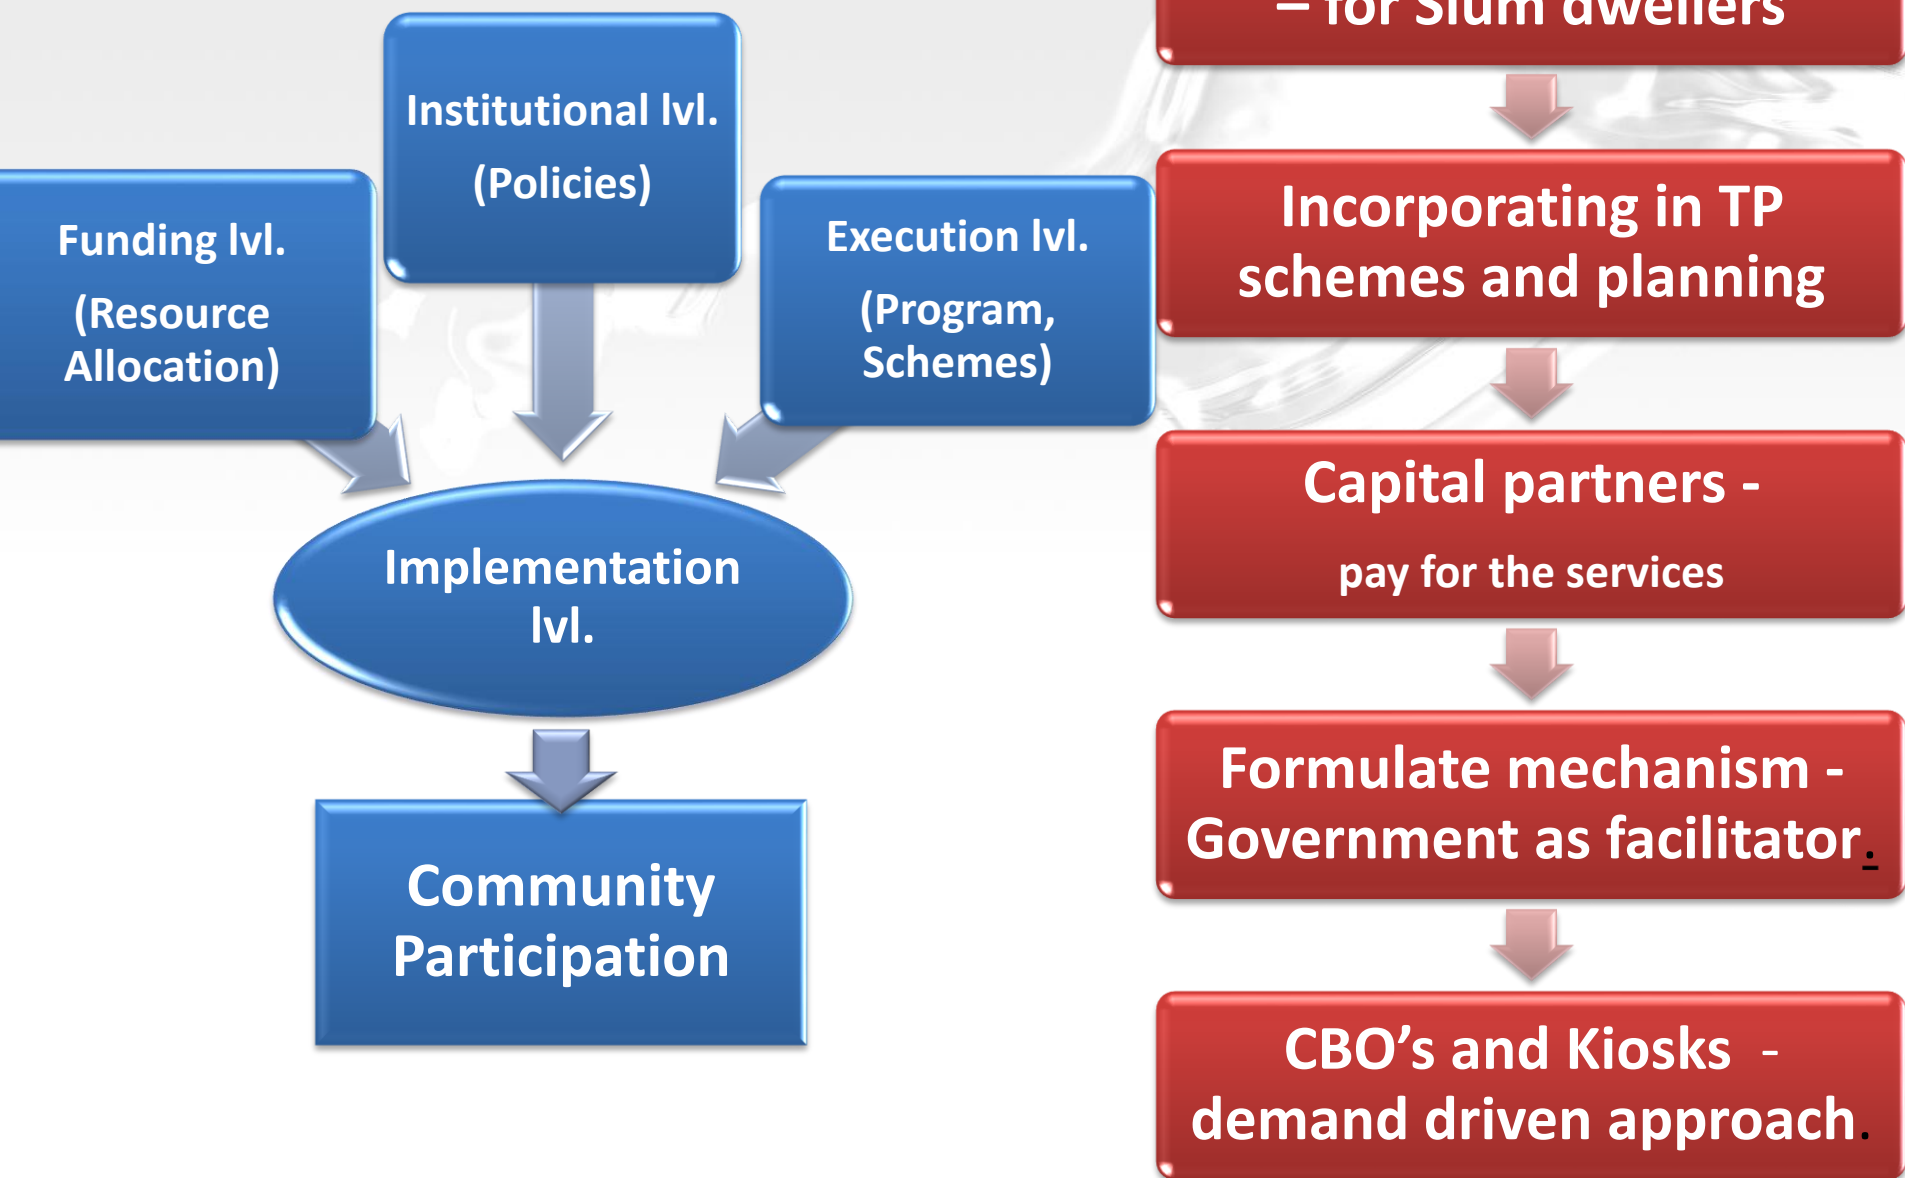 Institutional lvl.
(Policies)
Funding lvl.
(Resource
Allocation)
Execution lvl.
(Program,
Schemes)
Implementation
lvl.
Community
Participation
– for Slum dwellers
Incorporating in TP
schemes and planning
Capital partners -
pay for the services
Formulate mechanism -
Government as facilitator.
CBO’s and Kiosks -
demand driven approach.